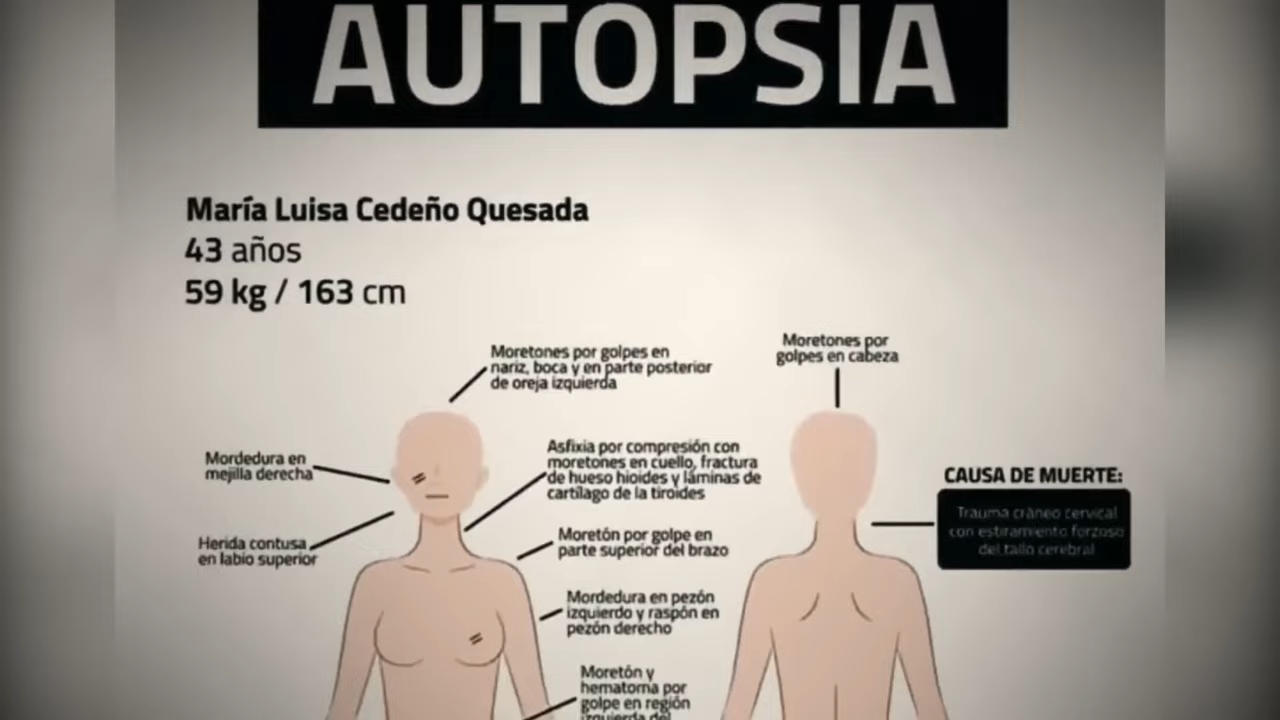 AUTOPSIA
María Luisa Cedeño Quesada
43 años
59 kg / 163 cm
Moretones por golpes en
nariz, boca y en parte posterior
de oreja izquierda
Moretones por
golpes en cabeza
Mordedura en
mejilla derecha
Asfixia por compresión con
moretones en cuello, fractura
de hueso hioides y láminas de
cartílago de la tiroides
CAUSA DE MUERTE:
Trauma cráneo cervical
con estiramiento forzoso
del tallo cerebral
Herida contusa
en labio superior
Moretón por golpe en
parte superior del brazo
Mordedura en pezón
izquierdo y raspón en
pezón derecho
Moretón y
hematoma por
golpe en región
izquierda del